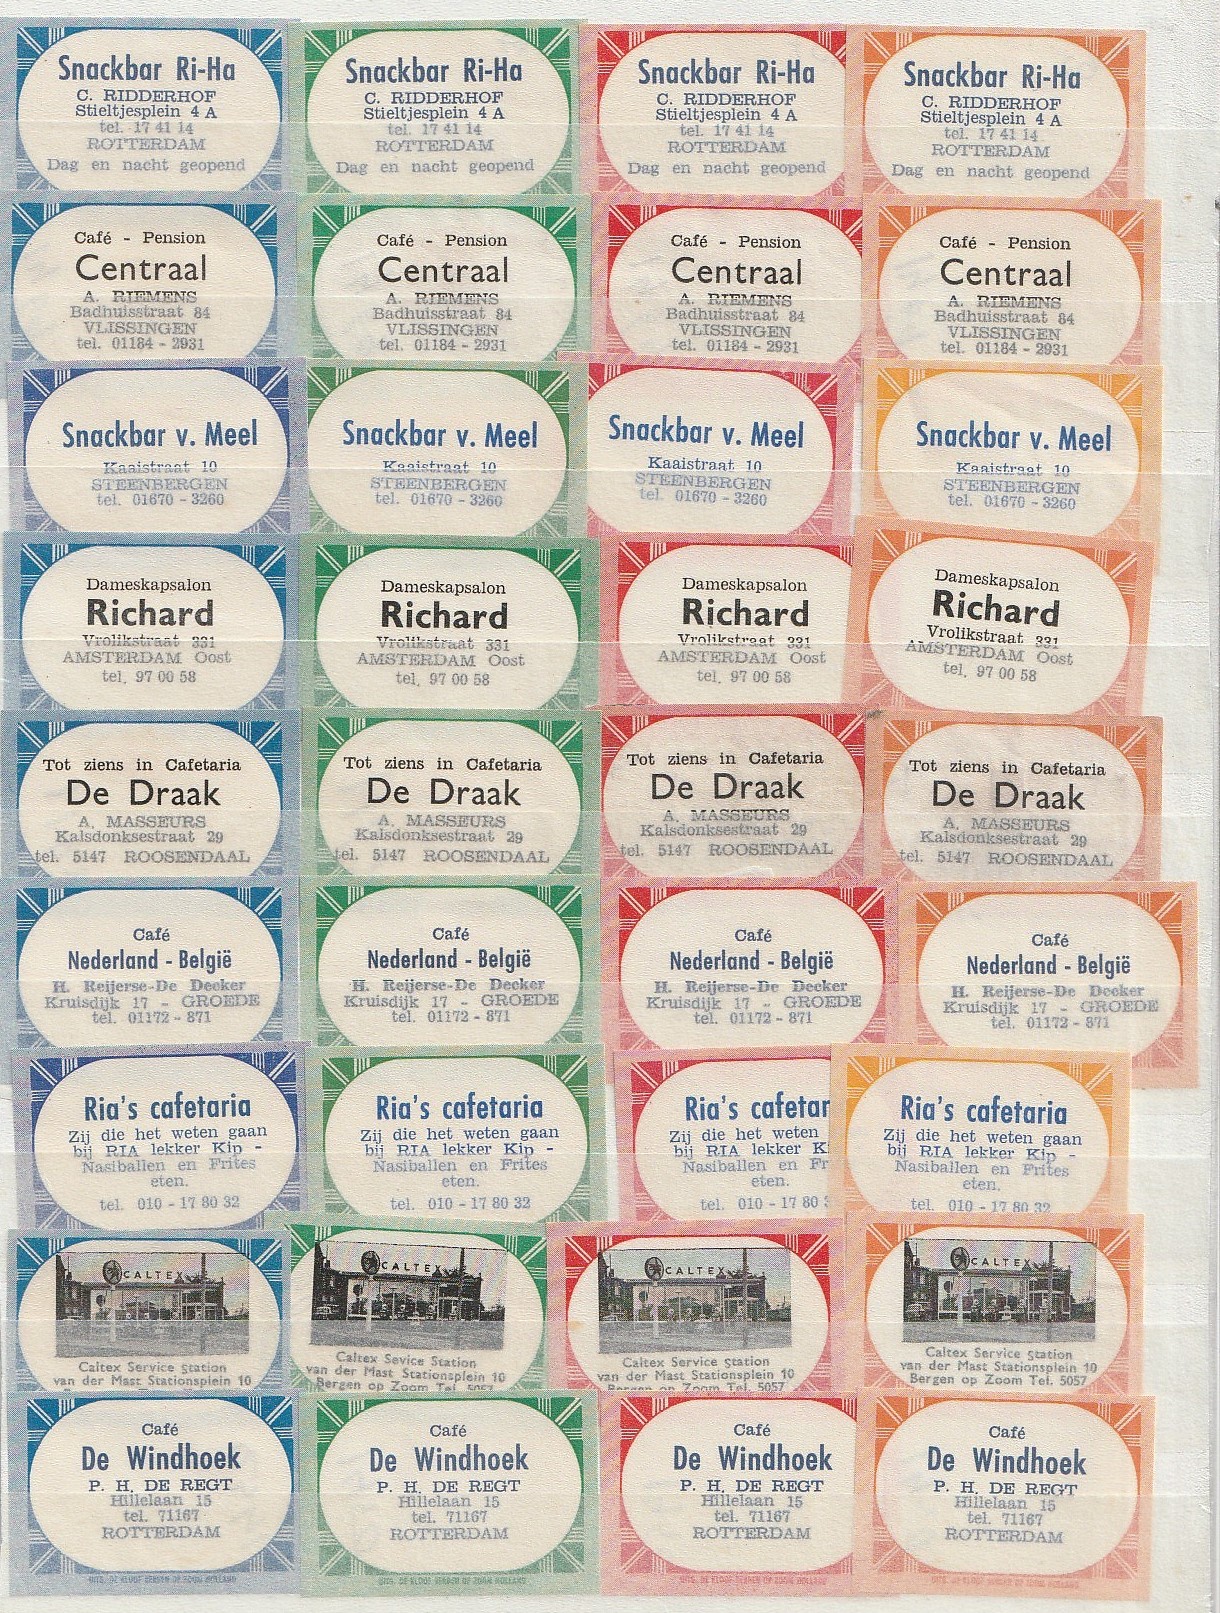 Snackbar Ri-Ha
C. RIDDERHOF
Stieltjesplein 4 A
tel. 17 41 14
ROTTERDAM
Dag en nacht geopend
Snackbar Ri-Ha
C. RIDDERHOF
Stieltjesplein 4 A
tel. 17 41 14
ROTTERDAM
Dag en nacht geopend
Snackbar Ri-Ha
C. RIDDERHOF
Stieltjesplein 4 A
tel. 17 41 14
ROTTERDAM
Dag en nacht geopend
Snackbar Ri-Ha
C. RIDDERHOF
Stieltjesplein 4 A
tel. 17 41 14
ROTTERDAM
Dag en nacht geopend
Café - Pension
Centraal
A. RIEMENS
Badhuisstraat 84
VLISSINGEN
tel. 01184 - 2931
Café - Pension
Centraal
A. RIEMENS
Badhuisstraat 84
VLISSINGEN
tel. 01184 - 2931
Café - Pension
Centraal
A. RIEMENS
Badhuisstraat 84
VLISSINGEN
tel. 01184 - 2931
Café - Pension
Centraal
A. RIEMENS
Badhuisstraat 84
VLISSINGEN
tel. 01184 - 2931
Snackbar v. Meel
Kaaistraat 10
STEENBERGEN
tel. 01670 - 3260
Snackbar v. Meel
Kaaistraat 10
STEENBERGEN
tel. 01670 - 3260
Snackbar v. Meel
Kaaistraat 10
STEENBERGEN
tel. 01670 - 3260
Snackbar v. Meel
Kaaistraat 10
STEENBERGEN
tel. 01670 - 3260
Dameskapsalon
Richard
Vrolikstraat 331
AMSTERDAM Oost
tel. 97 00 58
Dameskapsalon
Richard
Vrolikstraat 331
AMSTERDAM Oost
tel. 97 00 58
Dameskapsalon
Richard
Vrolikstraat 331
AMSTERDAM Oost
tel. 97 00 58
Dameskapsalon
Richard
Vrolikstraat 331
AMSTERDAM Oost
tel. 97 00 58
Tot ziens in Cafetaria
De Draak
A. MASSEURS
Kalsdonksestraat 29
tel. 5147 ROOSENDAAL
Tot ziens in Cafetaria
De Draak
A. MASSEURS
Kalsdonksestraat 29
tel. 5147 ROOSENDAAL
Tot ziens in Cafetaria
De Draak
A. MASSEURS
Kalsdonksestraat 29
tel. 5147 ROOSENDAAL
Tot ziens in Cafetaria
De Draak
A. MASSEURS
Kalsdonksestraat 29
tel. 5147 ROOSENDAAL
Café
Nederland - België
H. Reijerse-De Decker
Kruisdijk 17 - GROEDE
tel. 01172 - 871
Café
Nederland - België
H. Reijerse-De Decker
Kruisdijk 17 - GROEDE
tel. 01172 - 871
Café
Nederland - België
H. Reijerse-De Decker
Kruisdijk 17 - GROEDE
tel. 01172 - 871
Café
Nederland - België
H. Reijerse-De Decker
Kruisdijk 17 - GROEDE
tel. 01172 - 871
Ria's cafetaria
Zij die het weten gaan
bij RIA lekker Kip -
Nasiballen en Frites
eten.
tel. 010 - 17 80 32
Ria's cafetaria
Zij die het weten gaan
bij RIA lekker Kip -
Nasiballen en Frites
eten.
tel. 010 - 17 80 32
Ria's cafetar
Zij die het weten
bij RIA lekker K
Nasiballen en Fr
eten.
tel. 010 - 17 80
Ria's cafetaria
Zij die het weten gaan
bij RIA lekker Kip -
Nasiballen en Frites
eten.
tel. 010 - 17 80 32
CALTEX
Caltex Service Station
van der Mast Stationsplein 10
CALTEX
Caltex Sevice Station
van der Mast Stationsplein 10
Bergen op Zoom Tel. 5057
CALTEX
Caltex Service Station
van der Mast Stationsplein 10
Bergen op Zoom Tel. 5057
CALTEX
Caltex Service Station
van der Mast Stationsplein 10
Bergen op Zoom Tel. 5057
Café
De Windhoek
P. H. DE REGT
Hillelaan 15
tel. 71167
ROTTERDAM
Café
De Windhoek
P. H. DE REGT
Hillelaan 15
tel. 71167
ROTTERDAM
Café
De Windhoek
P. H. DE REGT
Hillelaan 15
tel. 71167
ROTTERDAM
Café
De Windhoek
P. H. DE REGT
Hillelaan 15
tel. 71167
ROTTERDAM